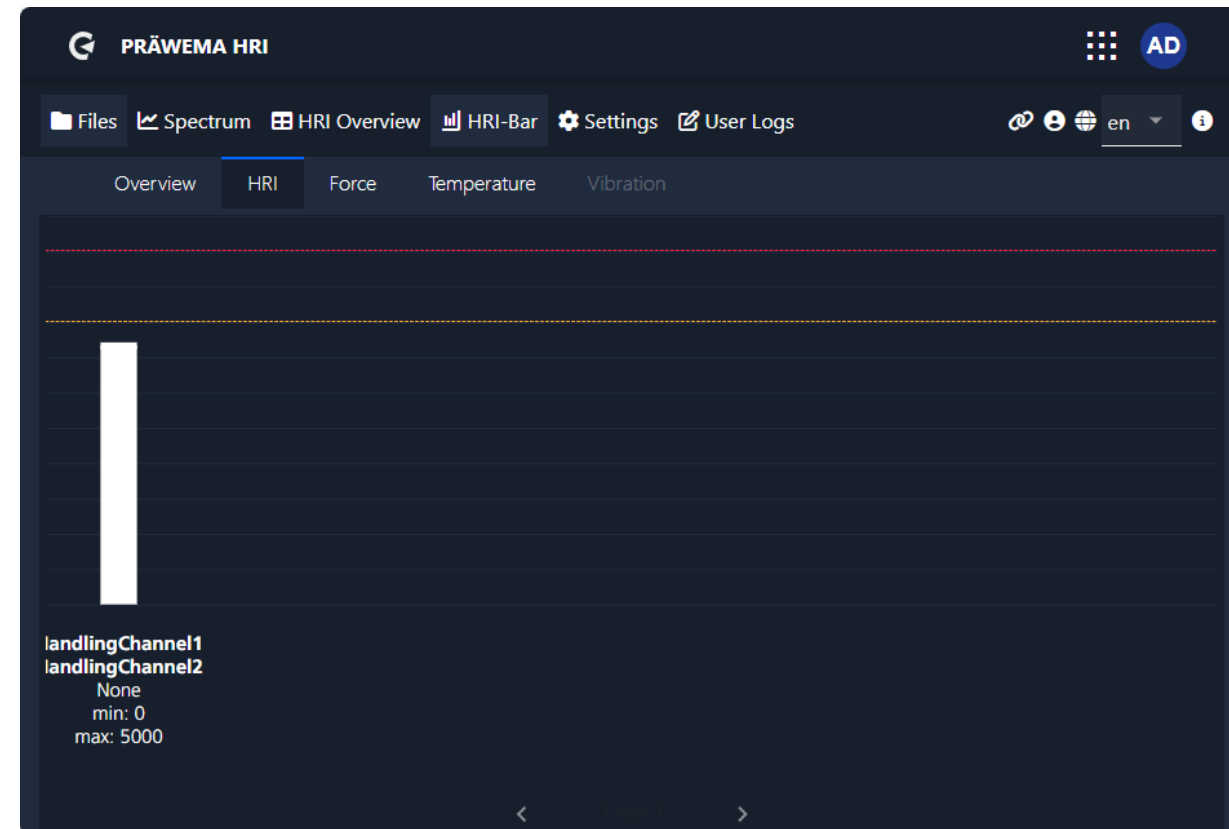 PRÄWEMA HRI
AD
Files Spectrum HRI Overview HRI-Bar Settings User Logs en
Overview HRI Force Temperature Vibration
landlingChannel1
landlingChannel2
None
min: 0
max: 5000